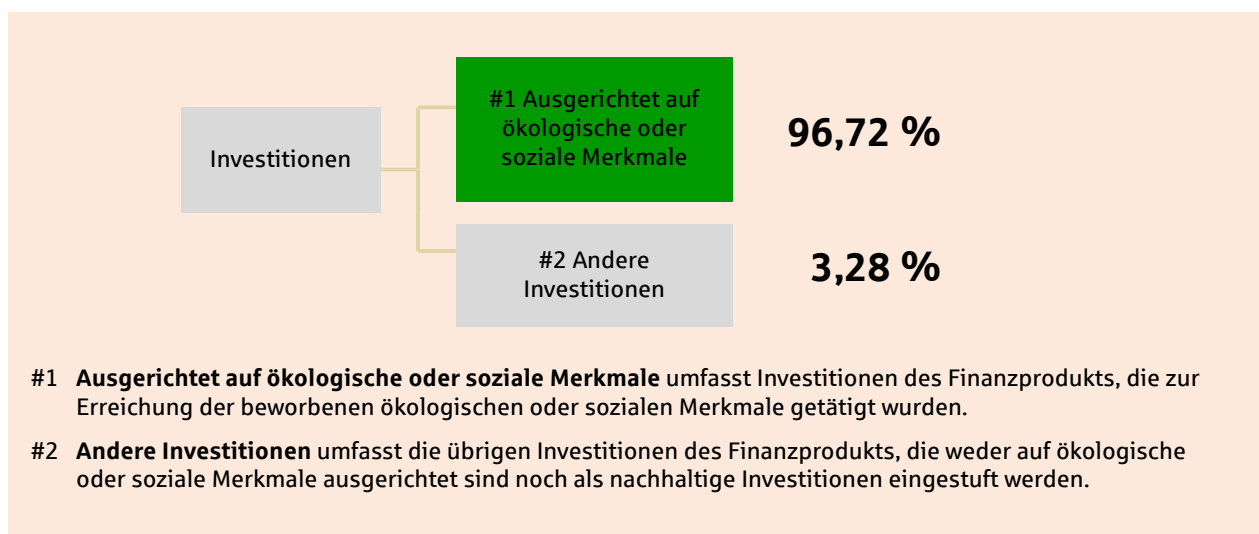 #1 Ausgerichtet auf
ökologische oder
soziale Merkmale
96,72 %
Investitionen
#2 Andere
Investitionen
3,28 %
#1 Ausgerichtet auf ökologische oder soziale Merkmale umfasst Investitionen des Finanzprodukts, die zur
Erreichung der beworbenen ökologischen oder sozialen Merkmale getätigt wurden.
#2 Andere Investitionen umfasst die übrigen Investitionen des Finanzprodukts, die weder auf ökologische
oder soziale Merkmale ausgerichtet sind noch als nachhaltige Investitionen eingestuft werden.